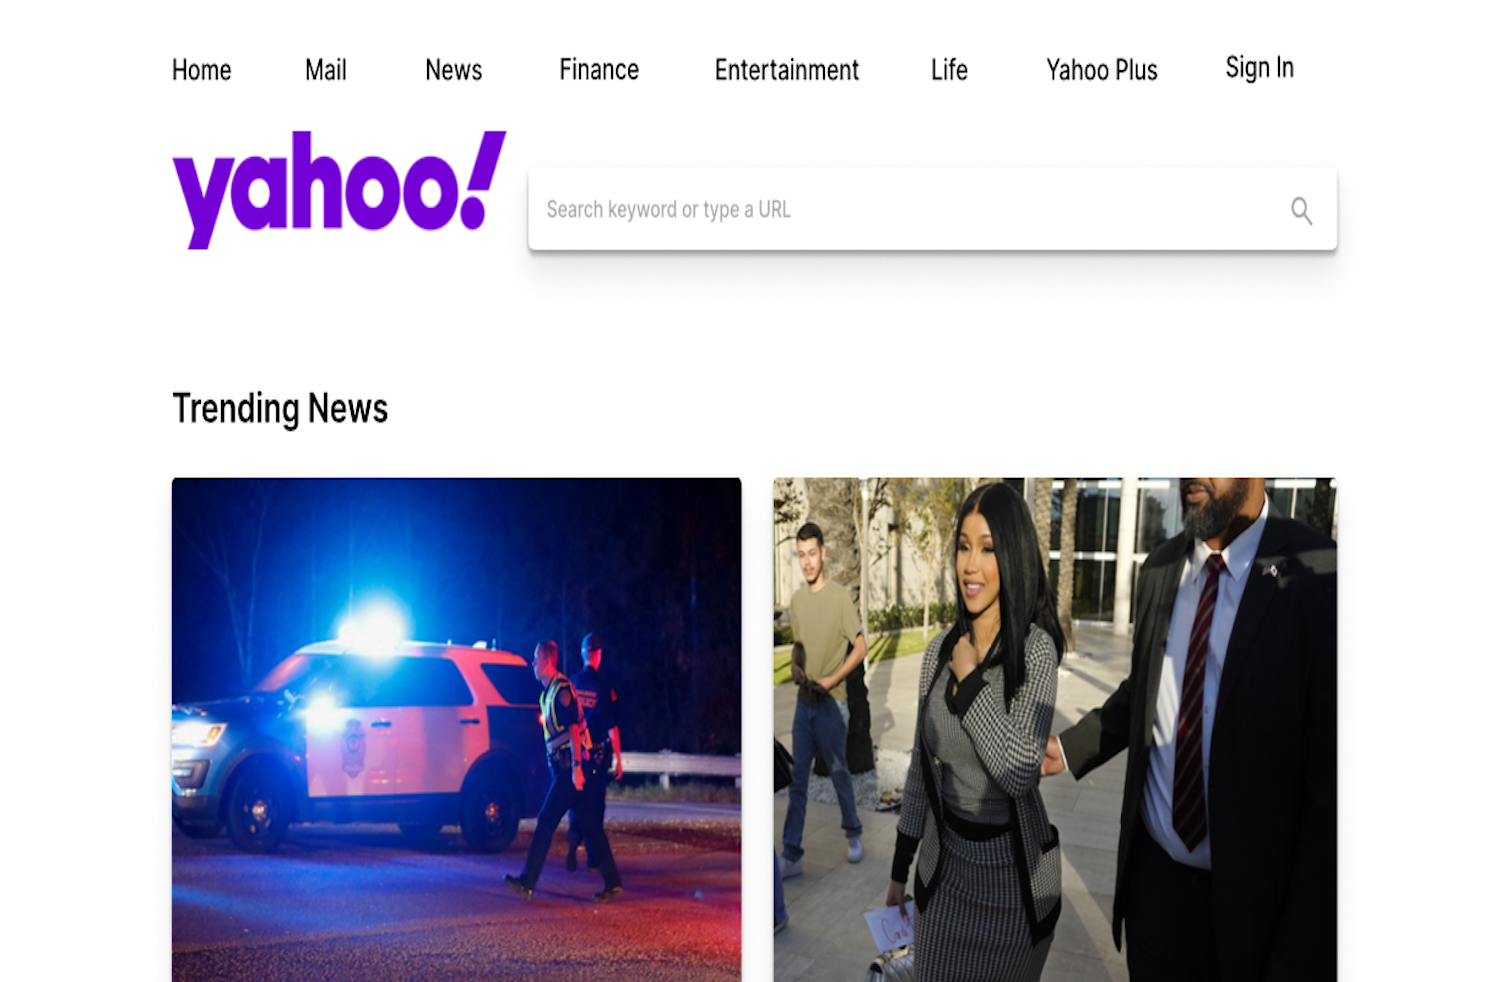 Home Mail News Finance Entertainment Life Yahoo Plus Sign In
yahoo!
Search keyword or type a URL
Trending News